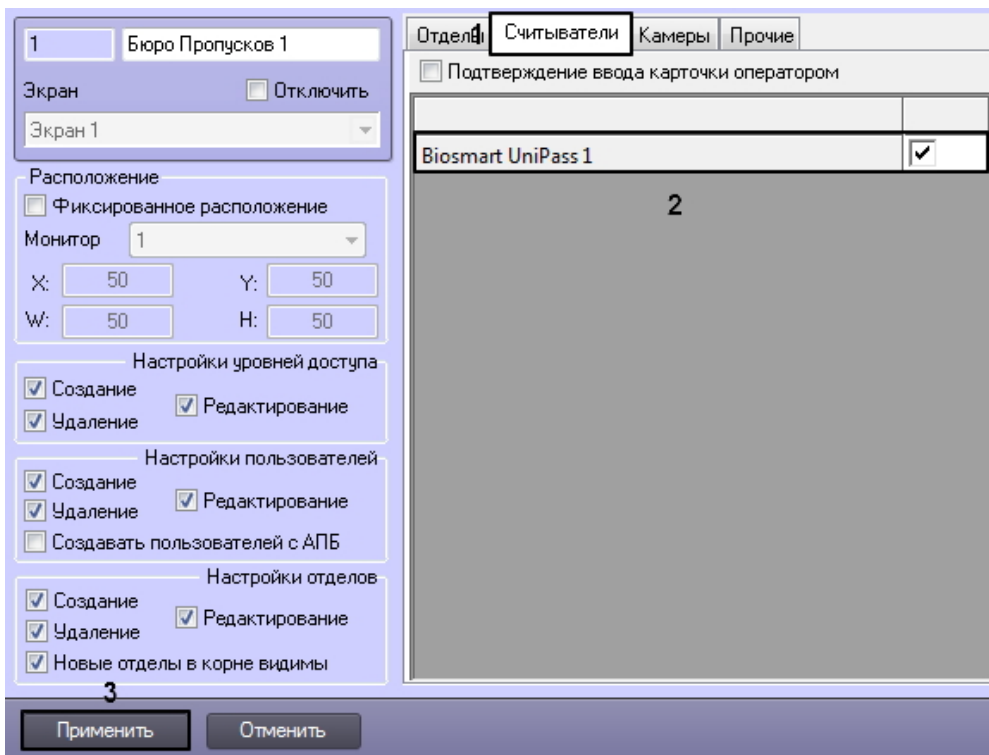 1 Бюро Пропусков 1
Экран Отключить
Экран 1
Расположение
Фиксированное расположение
Монитор 1
X: 50 Y: 50
W: 50 H: 50
Настройки уровней доступа
Создание
Редактирование
Удаление
Настройки пользователей
Создание
Редактирование
Удаление
Создавать пользователей с АПБ
Настройки отделов
Создание
Редактирование
Удаление
Новые отделы в корне видимы
3
Применить Отменить
Отделы 1 Считыватели Камеры Прочие
Подтверждение ввода карточки оператором
Biosmart UniPass 1
2